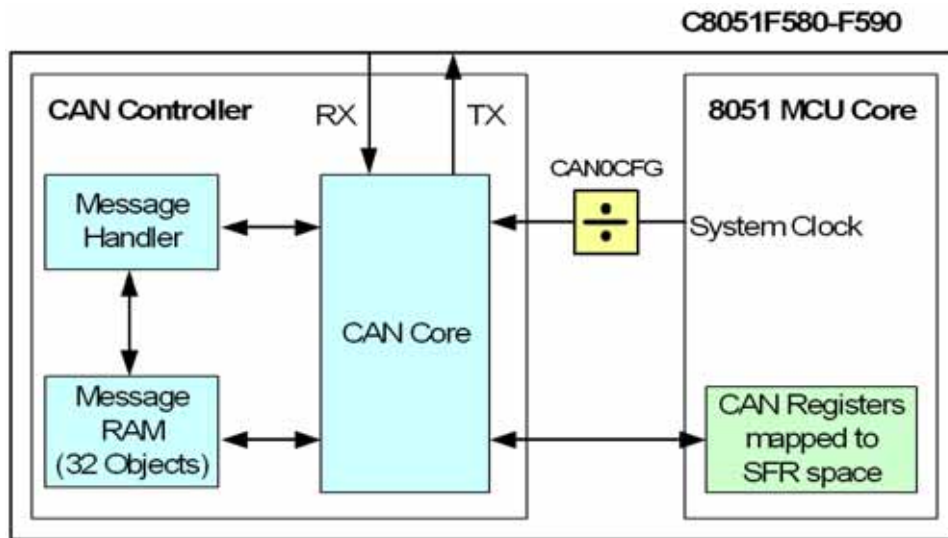 C8051F580-F590
CAN Controller
RX
TX
8051 MCU Core
CAN0CFG
Message
Handler
÷
System Clock
CAN Core
Message
RAM
(32 Objects)
CAN Registers
mapped to
SFR space